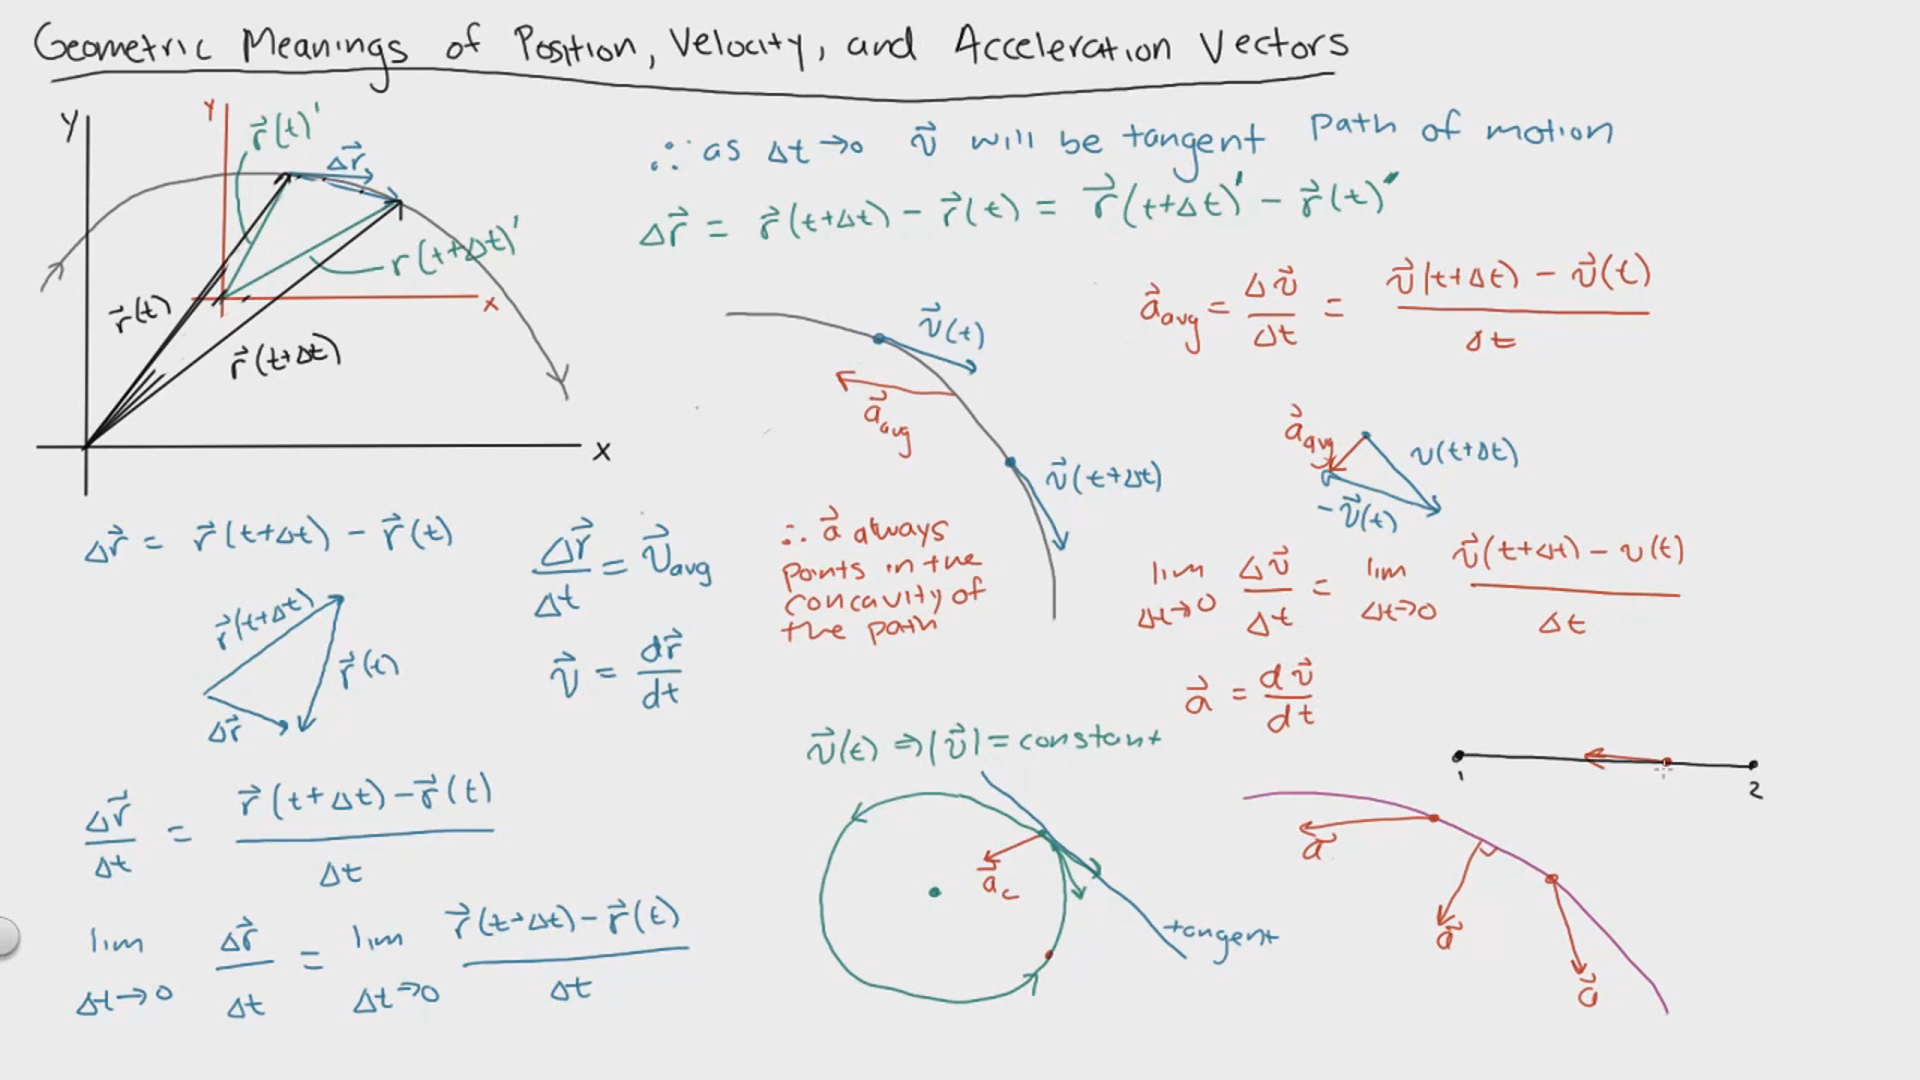 Geometric Meanings of Position, Velocity, and Acceleration Vectors
Y
Y
r⃗(t)'
Δr⃗
r(t+Δt)'
x
r⃗(t)
r⃗(t+Δt)
x
∴ as Δt→0 v⃗ will be tangent path of motion
Δr⃗ = r⃗(t+Δt) - r⃗(t) = r⃗(t+Δt)' - r⃗(t)'
a⃗avg = Δv⃗/Δt = (v⃗(t+Δt) - v⃗(t))/Δt
v⃗(t)
a⃗avg
v⃗(t+Δt)
a⃗avg
v(t+Δt)
-v⃗(t)
Δr⃗ = r⃗(t+Δt) - r⃗(t)
r⃗(t+Δt)
r⃗(t)
Δr⃗
Δr⃗/Δt = v⃗avg
v⃗ = dr⃗/dt
∴ a⃗ always
points in the
concavity of
the path
lim Δt→0 Δv⃗/Δt = lim Δt→0 (v⃗(t+Δt) - v(t))/Δt
a⃗ = dv⃗/dt
Δr⃗/Δt = (r⃗(t+Δt) - r⃗(t))/Δt
lim Δt→0 Δr⃗/Δt = lim Δt→0 (r⃗(t+Δt) - r⃗(t))/Δt
v⃗(t) ⇒ |v⃗| = constant
a⃗c
tangent
1
2
a⃗
a⃗
a⃗